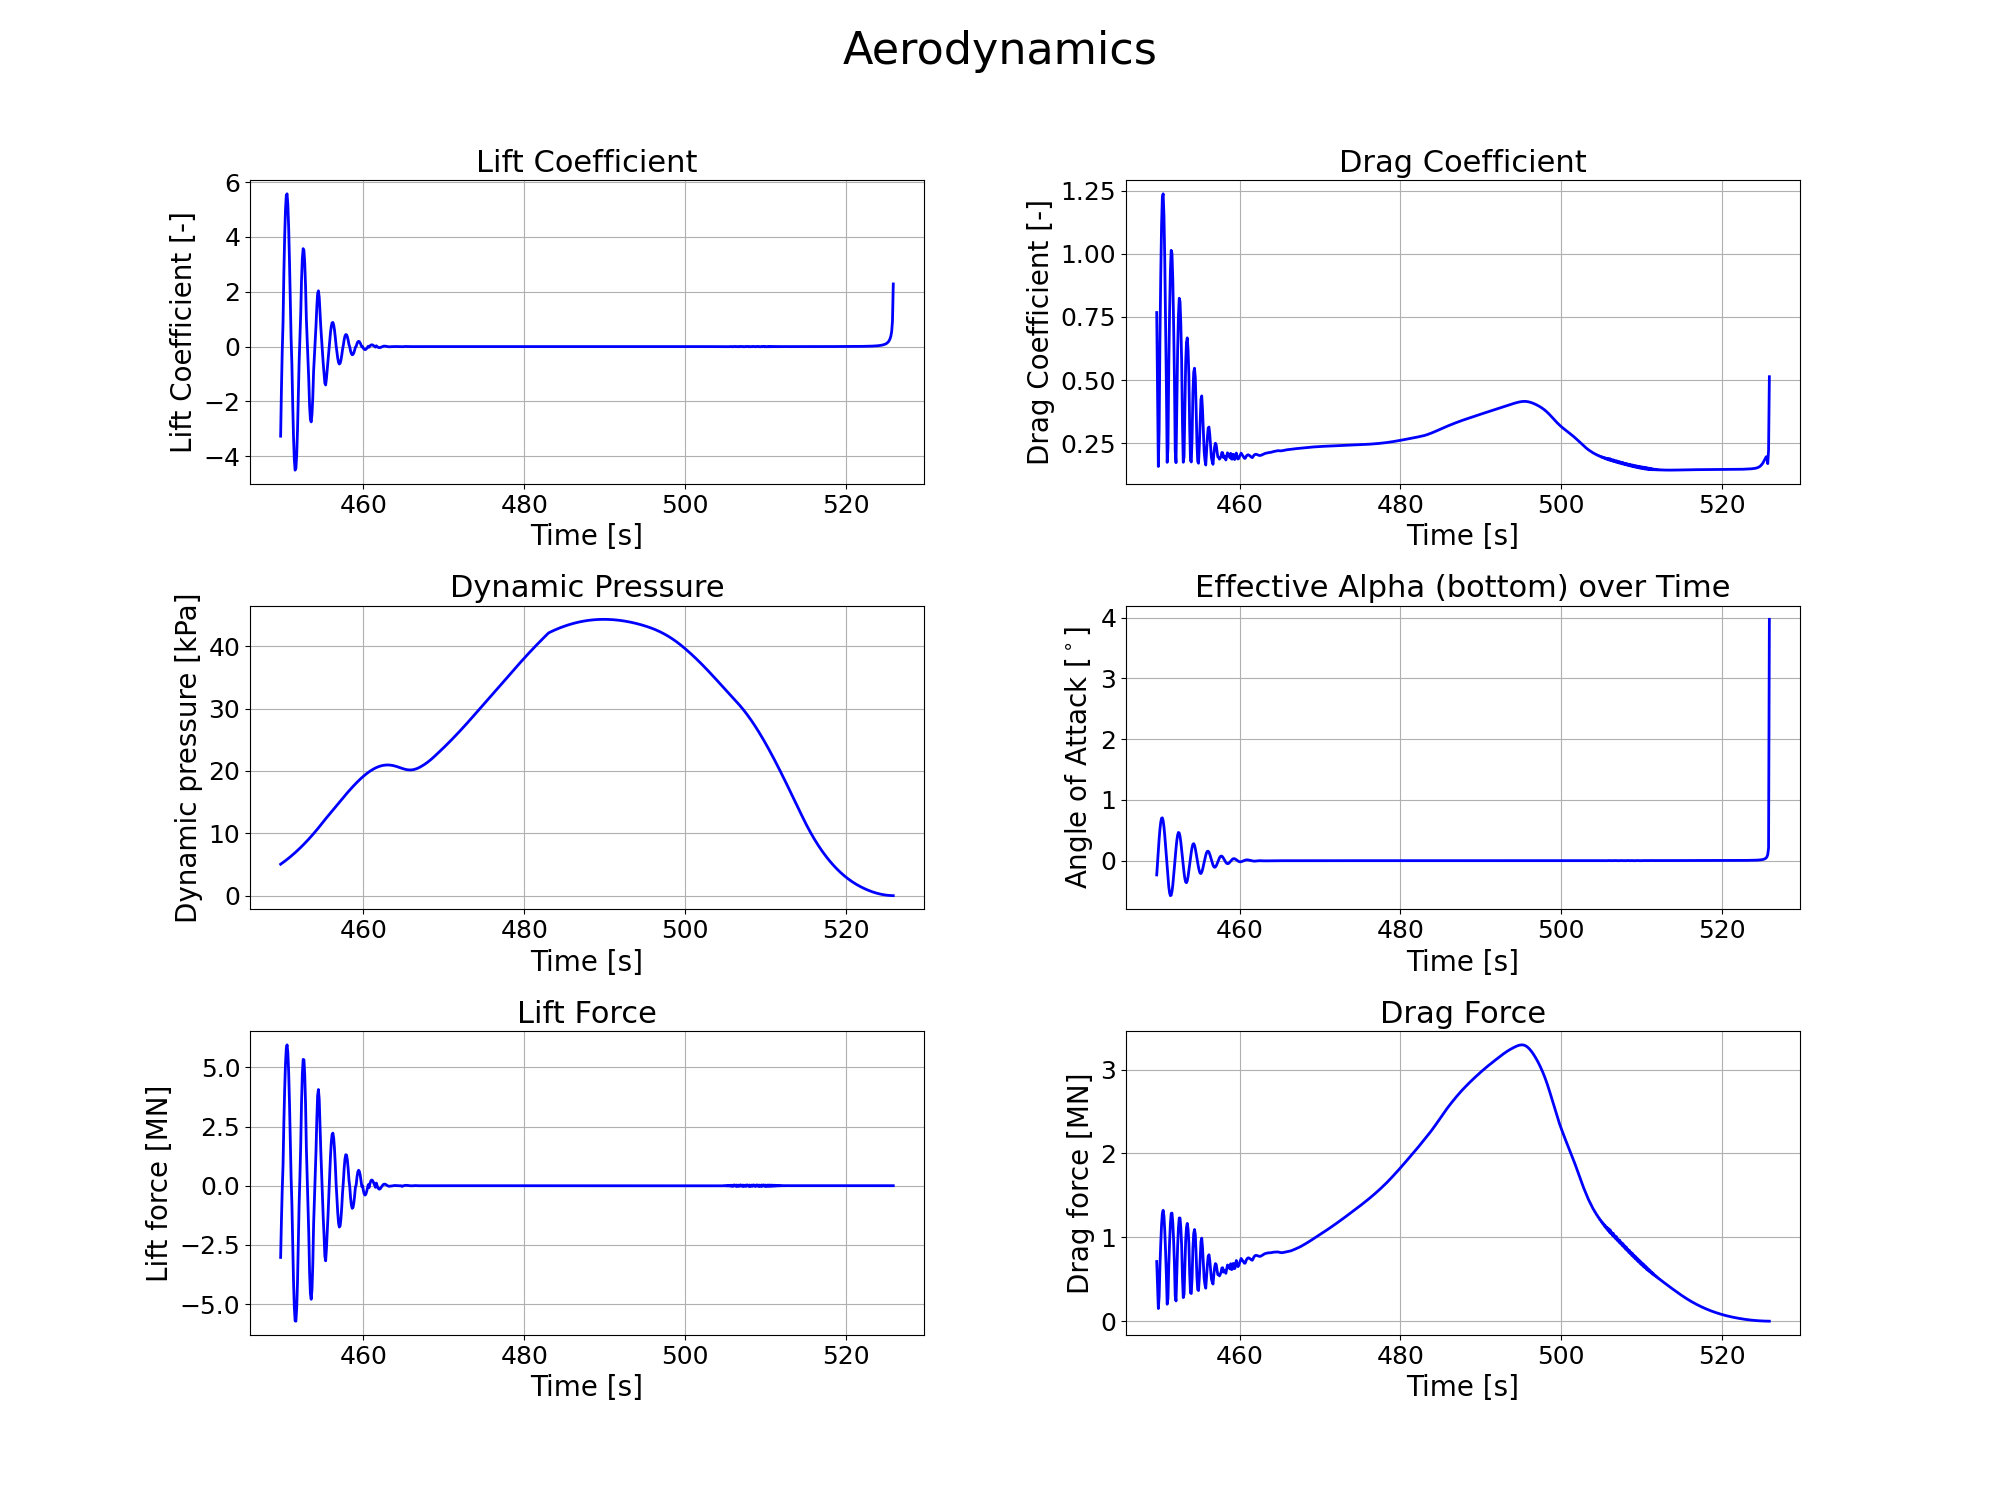 Aerodynamics
Lift Coefficient
Lift Coefficient [-]
6
4
2
0
−2
−4
460 480 500 520
Time [s]
Drag Coefficient
Drag Coefficient [-]
1.25
1.00
0.75
0.50
0.25
460 480 500 520
Time [s]
Dynamic Pressure
Dynamic pressure [kPa]
40
30
20
10
0
460 480 500 520
Time [s]
Effective Alpha (bottom) over Time
Angle of Attack [°]
4
3
2
1
0
460 480 500 520
Time [s]
Lift Force
Lift force [MN]
5.0
2.5
0.0
−2.5
−5.0
460 480 500 520
Time [s]
Drag Force
Drag force [MN]
3
2
1
0
460 480 500 520
Time [s]